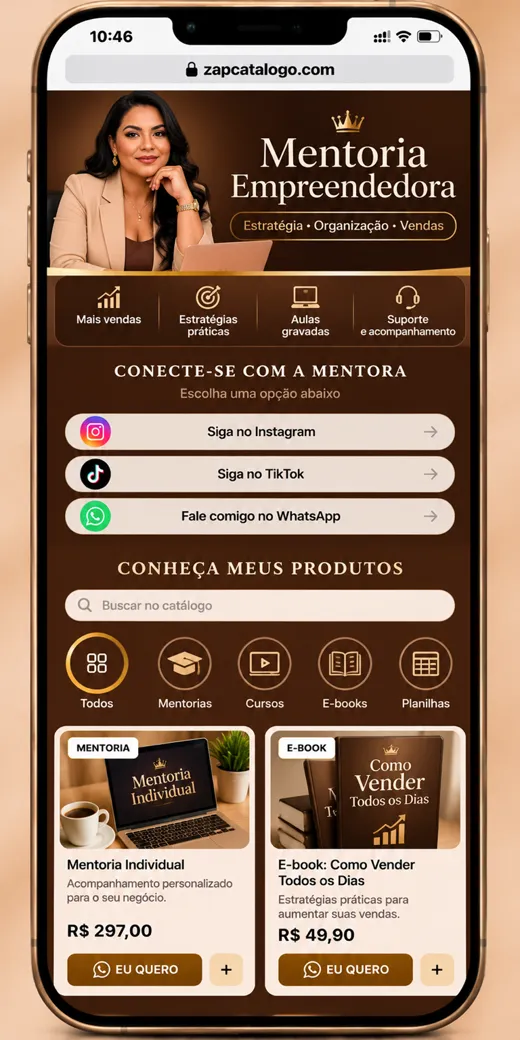 10:46
zapcatalogo.com
Mentoria
Empreendedora
Estratégia • Organização • Vendas
Mais vendas
Estratégias
práticas
Aulas
gravadas
Suporte
e acompanhamento
CONECTE-SE COM A MENTORA
Escolha uma opção abaixo
Siga no Instagram
Siga no TikTok
Fale comigo no WhatsApp
CONHEÇA MEUS PRODUTOS
Buscar no catálogo
Todos
Mentorias
Cursos
E-books
Planilhas
MENTORIA
Mentoria
Individual
Mentoria Individual
Acompanhamento personalizado
para o seu negócio.
R$ 297,00
EU QUERO
+
E-BOOK
Como
Vender
Todos os Dias
E-book: Como Vender
Todos os Dias
Estratégias práticas para
aumentar suas vendas.
R$ 49,90
EU QUERO
+